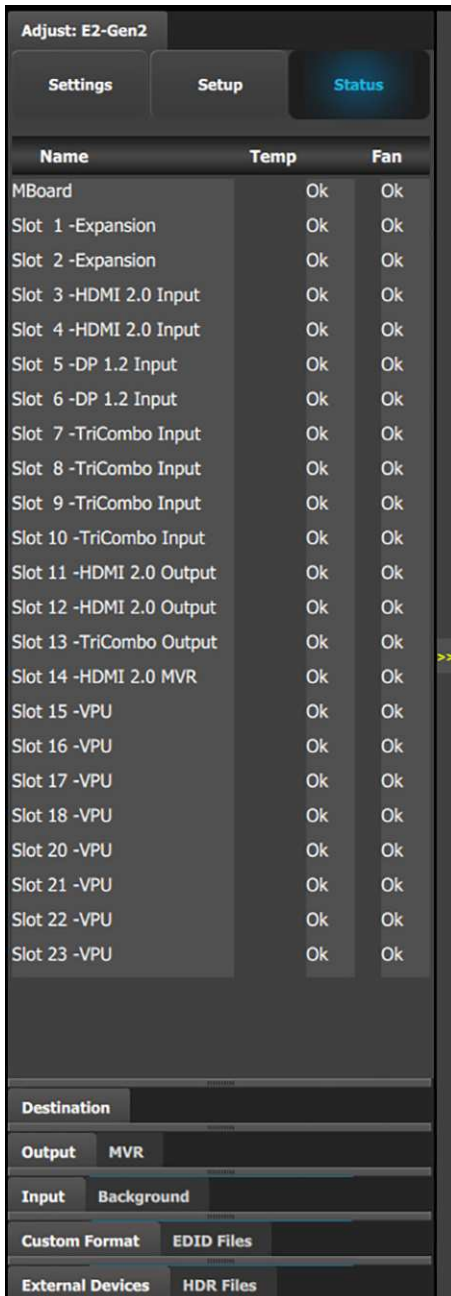 Adjust: E2-Gen2
Settings Setup Status
Name Temp Fan
MBoard Ok Ok
Slot 1 -Expansion Ok Ok
Slot 2 -Expansion Ok Ok
Slot 3 -HDMI 2.0 Input Ok Ok
Slot 4 -HDMI 2.0 Input Ok Ok
Slot 5 -DP 1.2 Input Ok Ok
Slot 6 -DP 1.2 Input Ok Ok
Slot 7 -TriCombo Input Ok Ok
Slot 8 -TriCombo Input Ok Ok
Slot 9 -TriCombo Input Ok Ok
Slot 10 -TriCombo Input Ok Ok
Slot 11 -HDMI 2.0 Output Ok Ok
Slot 12 -HDMI 2.0 Output Ok Ok
Slot 13 -TriCombo Output Ok Ok
>>
Slot 14 -HDMI 2.0 MVR Ok Ok
Slot 15 -VPU Ok Ok
Slot 16 -VPU Ok Ok
Slot 17 -VPU Ok Ok
Slot 18 -VPU Ok Ok
Slot 20 -VPU Ok Ok
Slot 21 -VPU Ok Ok
Slot 22 -VPU Ok Ok
Slot 23 -VPU Ok Ok
Destination
Output MVR
Input Background
Custom Format EDID Files
External Devices HDR Files